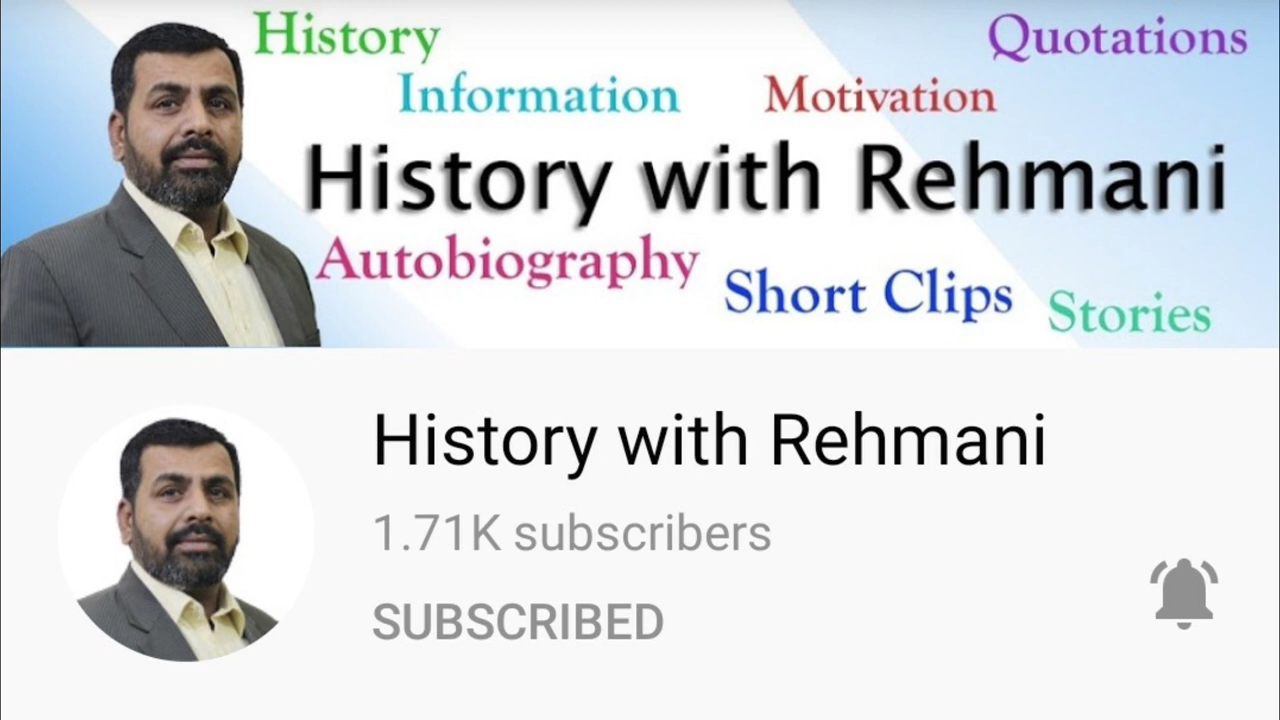 History
Quotations
Information
Motivation
History with Rehmani
Autobiography
Short Clips
Stories
History with Rehmani
1.71K subscribers
SUBSCRIBED